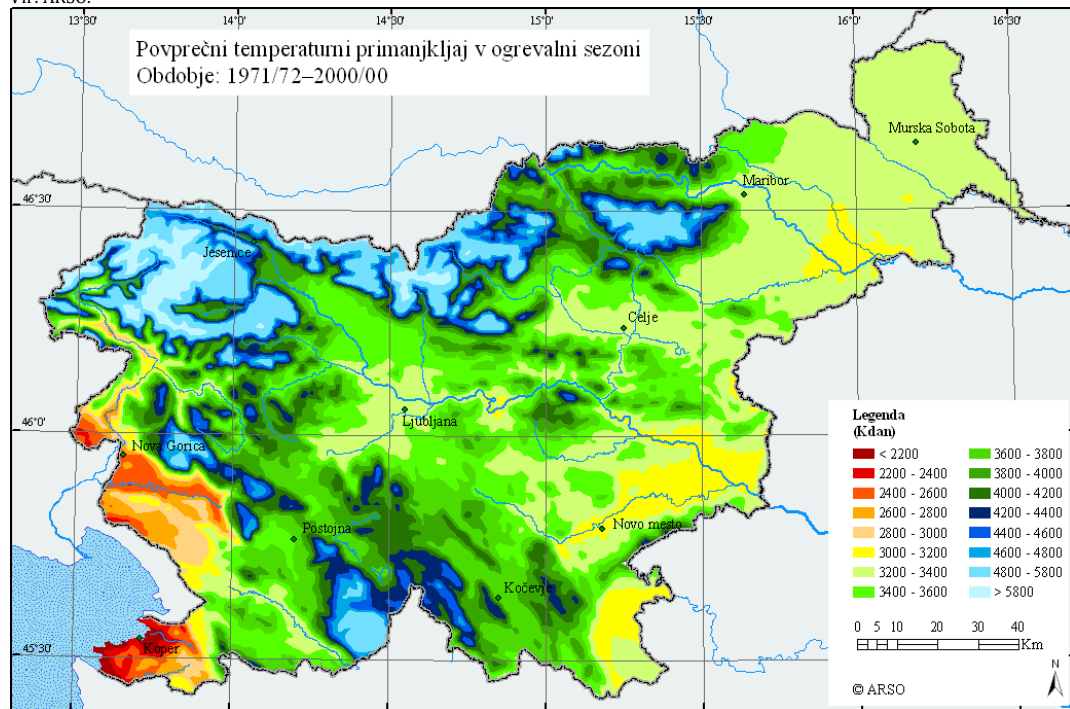 Vir: ARSO.
13°30' 14°0' 14°30' 15°0' 15°30' 16°0' 16°30'
Povprečni temperaturni primanjkljaj v ogrevalni sezoni
Obdobje: 1971/72–2000/00
Murska Sobota
Maribor
46°30'
Jesenice
Celje
Ljubljana
46°0'
Nova Gorica
Novo mesto
Postojna
Kočevje
Koper
45°30'
Legenda
(Kdan)
< 2200
2200 - 2400
2400 - 2600
2600 - 2800
2800 - 3000
3000 - 3200
3200 - 3400
3400 - 3600
3600 - 3800
3800 - 4000
4000 - 4200
4200 - 4400
4400 - 4600
4600 - 4800
4800 - 5800
> 5800
0 5 10 20 30 40
Km
N
© ARSO